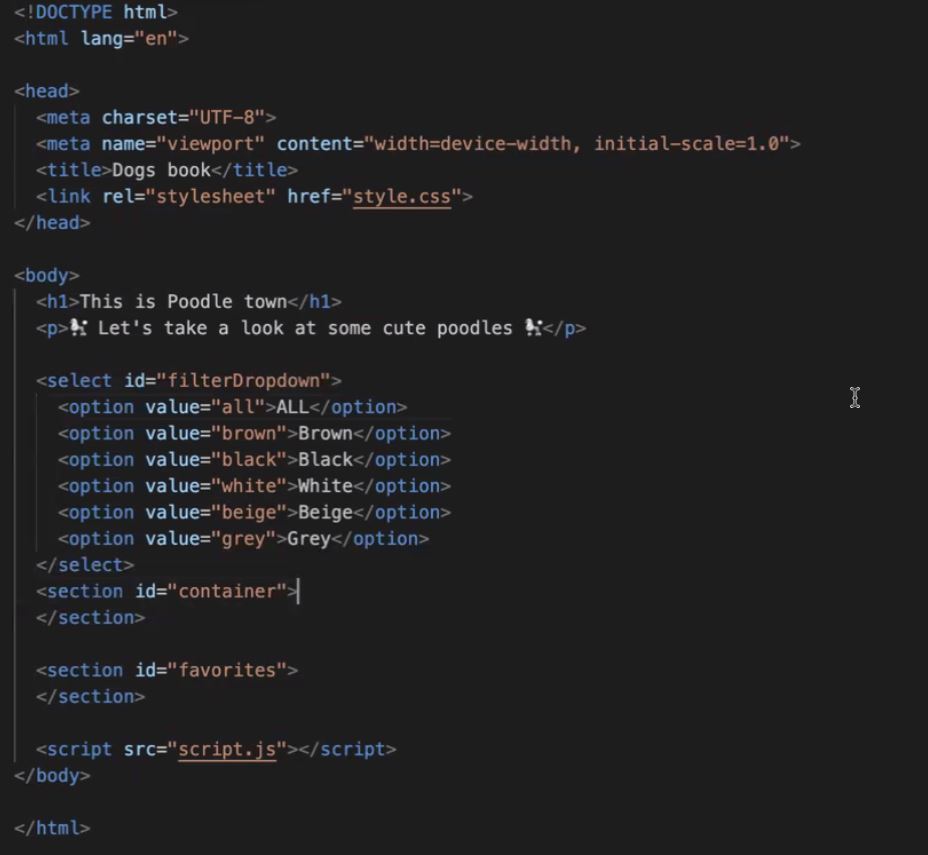 <!DOCTYPE html>
<html lang="en">
<head>
<meta charset="UTF-8">
<meta name="viewport" content="width=device-width, initial-scale=1.0">
<title>Dogs book</title>
<link rel="stylesheet" href="style.css">
</head>
<body>
<h1>This is Poodle town</h1>
<p>🐩 Let's take a look at some cute poodles 🐩</p>
<select id="filterDropdown">
<option value="all">ALL</option>
<option value="brown">Brown</option>
<option value="black">Black</option>
<option value="white">White</option>
<option value="beige">Beige</option>
<option value="grey">Grey</option>
</select>
<section id="container">
</section>
<section id="favorites">
</section>
<script src="script.js"></script>
</body>
</html>